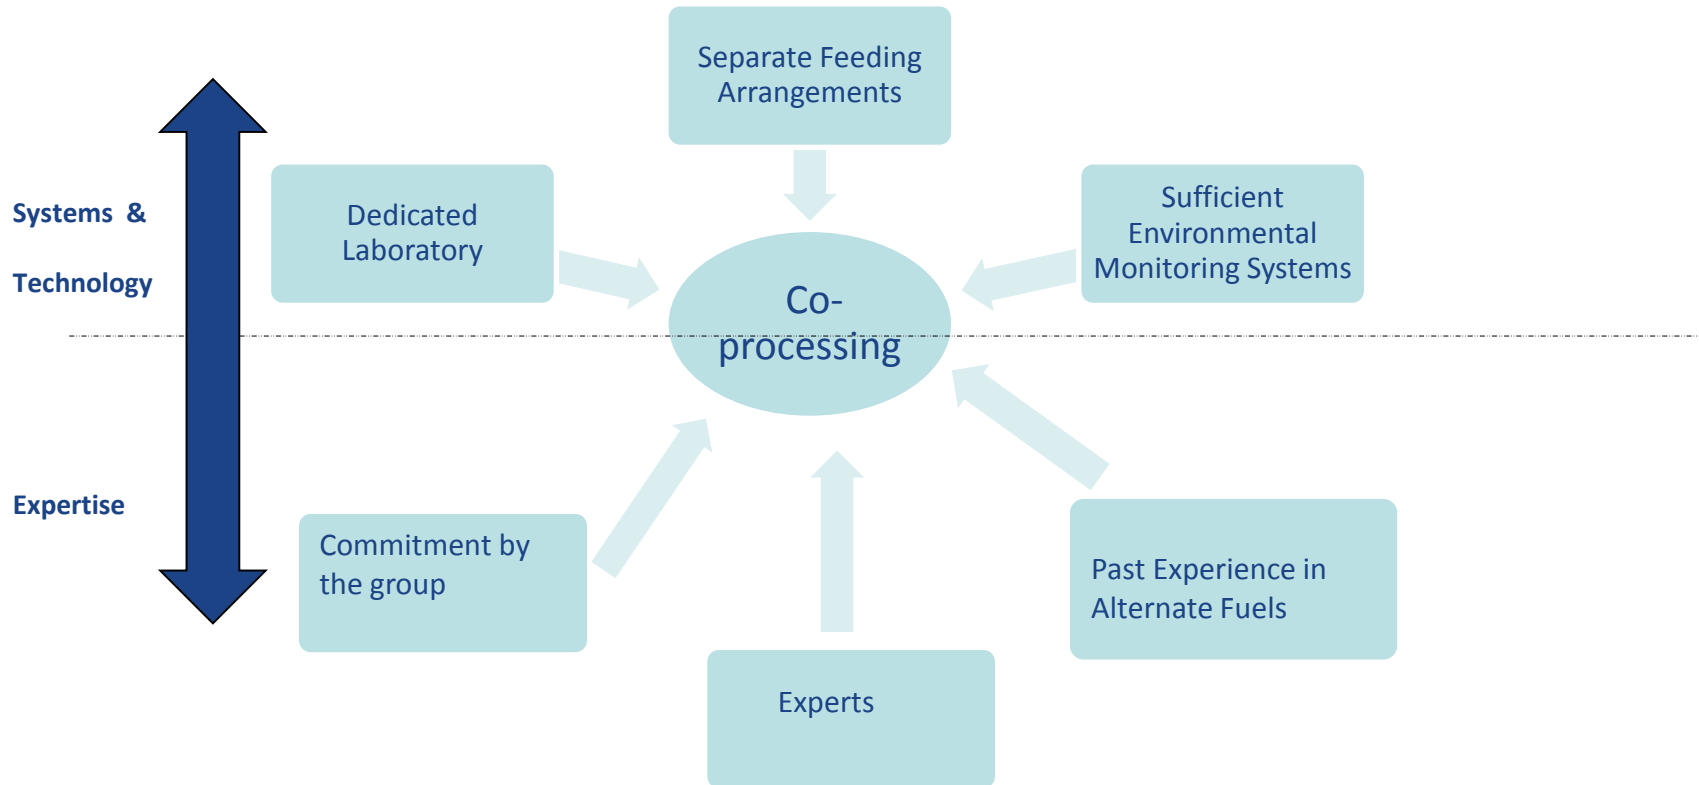 Separate Feeding
Arrangements
Systems &
Technology
Dedicated
Laboratory
Sufficient
Environmental
Monitoring Systems
Co-
processing
Expertise
Commitment by
the group
Past Experience in
Alternate Fuels
Experts